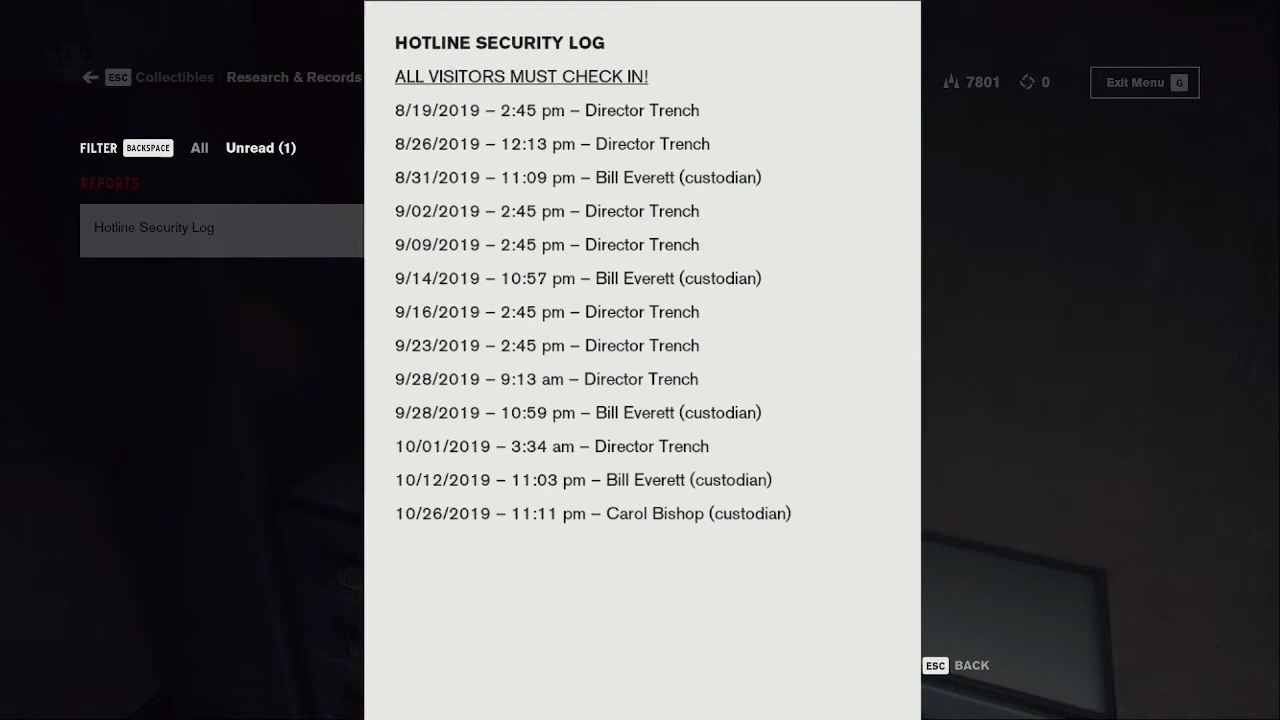 HOTLINE SECURITY LOG
ALL VISITORS MUST CHECK IN!
8/19/2019 – 2:45 pm – Director Trench
8/26/2019 – 12:13 pm – Director Trench
8/31/2019 – 11:09 pm – Bill Everett (custodian)
9/02/2019 – 2:45 pm – Director Trench
9/09/2019 – 2:45 pm – Director Trench
9/14/2019 – 10:57 pm – Bill Everett (custodian)
9/16/2019 – 2:45 pm – Director Trench
9/23/2019 – 2:45 pm – Director Trench
9/28/2019 – 9:13 am – Director Trench
9/28/2019 – 10:59 pm – Bill Everett (custodian)
10/01/2019 – 3:34 am – Director Trench
10/12/2019 – 11:03 pm – Bill Everett (custodian)
10/26/2019 – 11:11 pm – Carol Bishop (custodian)
ESC Collectibles Research & Records
7801 0 Exit Menu G
FILTER BACKSPACE All Unread (1)
REPORTS
Hotline Security Log
ESC BACK